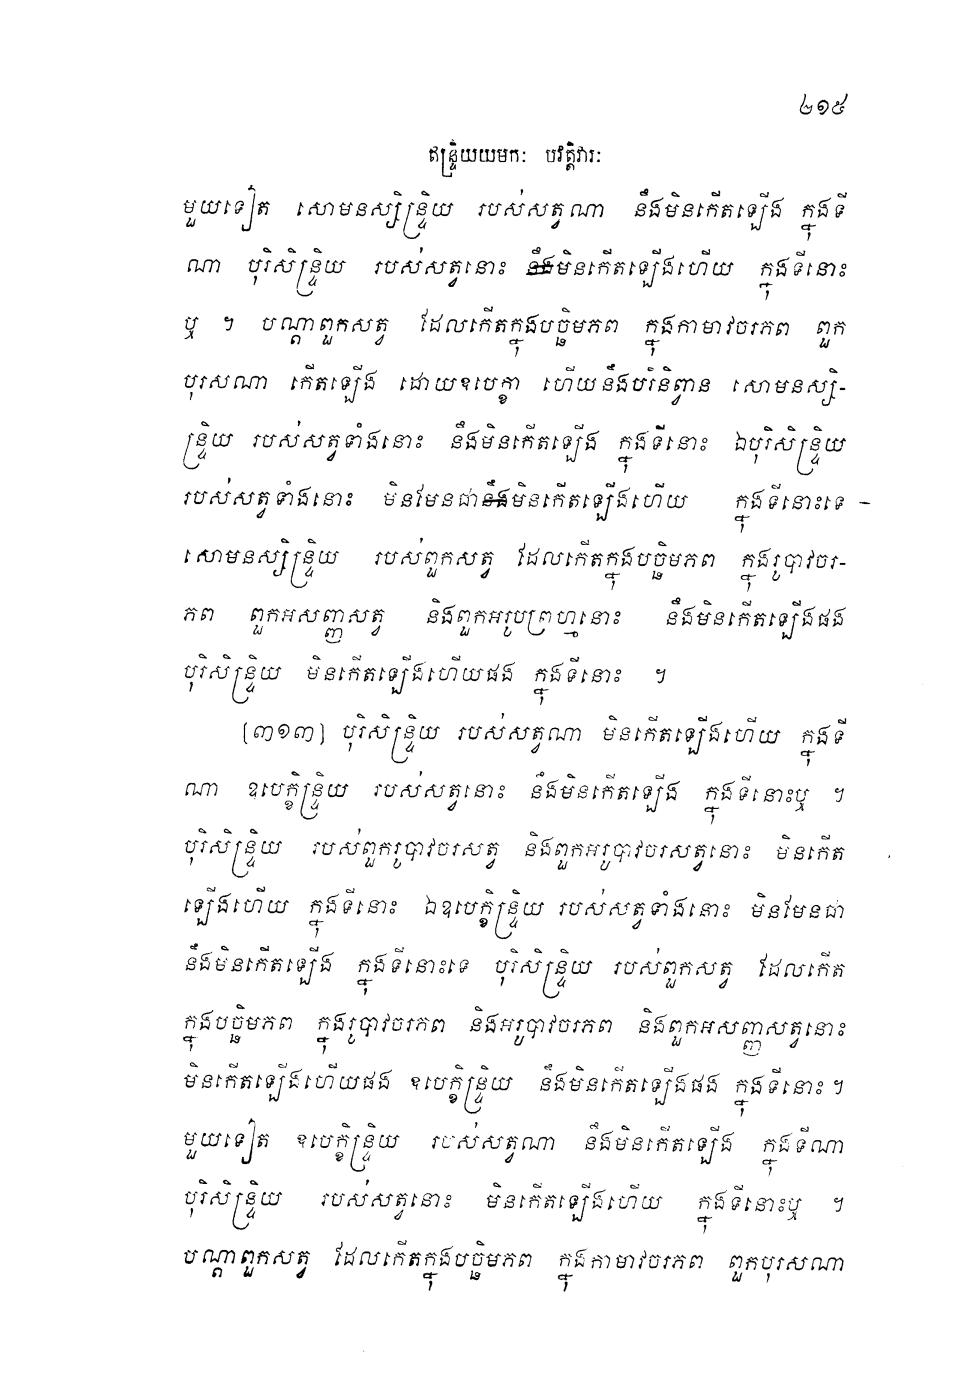 ២១៥
ឥន្ទ្រិយយមកៈ បវត្តិវារៈ
មួយទៀត សោមនស្សិន្ទ្រិយ របស់សត្វណា នឹងមិនកើតឡើង ក្នុងទី
ណា បុរិសិន្ទ្រិយ របស់សត្វនោះ នឹងមិនកើតឡើងហើយ ក្នុងទីនោះ
ឬ ។ បណ្តាពួកសត្វ ដែលកើតក្នុងបច្ឆិមភព ក្នុងកាមាវចរភព ពួក
បុរសណា កើតឡើង ដោយឧបេក្ខា ហើយនឹងបរិនិព្វាន សោមនស្សិ-
ន្ទ្រិយ របស់សត្វទាំងនោះ នឹងមិនកើតឡើង ក្នុងទីនោះ ឯបុរិសិន្ទ្រិយ
របស់សត្វទាំងនោះ មិនមែនជានឹងមិនកើតឡើងហើយ ក្នុងទីនោះទេ –
សោមនស្សិន្ទ្រិយ របស់ពួកសត្វ ដែលកើតក្នុងបច្ឆិមភព ក្នុងរូបាវចរ-
ភព ពួកអសញ្ញសត្វ និងពួកអរូបព្រហ្មនោះ នឹងមិនកើតឡើងផង
បុរិសិន្ទ្រិយ មិនកើតឡើងហើយផង ក្នុងទីនោះ ។
[៣១៣] បុរិសិន្ទ្រិយ របស់សត្វណា មិនកើតឡើងហើយ ក្នុងទី
ណា ឧបេក្ខិន្ទ្រិយ របស់សត្វនោះ នឹងមិនកើតឡើង ក្នុងទីនោះឬ ។
បុរិសិន្ទ្រិយ របស់ពួករូបាវចរសត្វ និងពួកអរូបាវចរសត្វនោះ មិនកើត
ឡើងហើយ ក្នុងទីនោះ ឯឧបេក្ខិន្ទ្រិយ របស់សត្វទាំងនោះ មិនមែនជា
នឹងមិនកើតឡើង ក្នុងទីនោះទេ បុរិសិន្ទ្រិយ របស់ពួកសត្វ ដែលកើត
ក្នុងបច្ឆិមភព ក្នុងរូបាវចរភព និងអរូបាវចរភព និងពួកអសញ្ញសត្វនោះ
មិនកើតឡើងហើយផង ឧបេក្ខិន្ទ្រិយ នឹងមិនកើតឡើងផង ក្នុងទីនោះ ។
មួយទៀត ឧបេក្ខិន្ទ្រិយ របស់សត្វណា នឹងមិនកើតឡើង ក្នុងទីណា
បុរិសិន្ទ្រិយ របស់សត្វនោះ មិនកើតឡើងហើយ ក្នុងទីនោះឬ ។
បណ្តាពួកសត្វ ដែលកើតក្នុងបច្ឆិមភព ក្នុងកាមាវចរភព ពួកបុរសណា